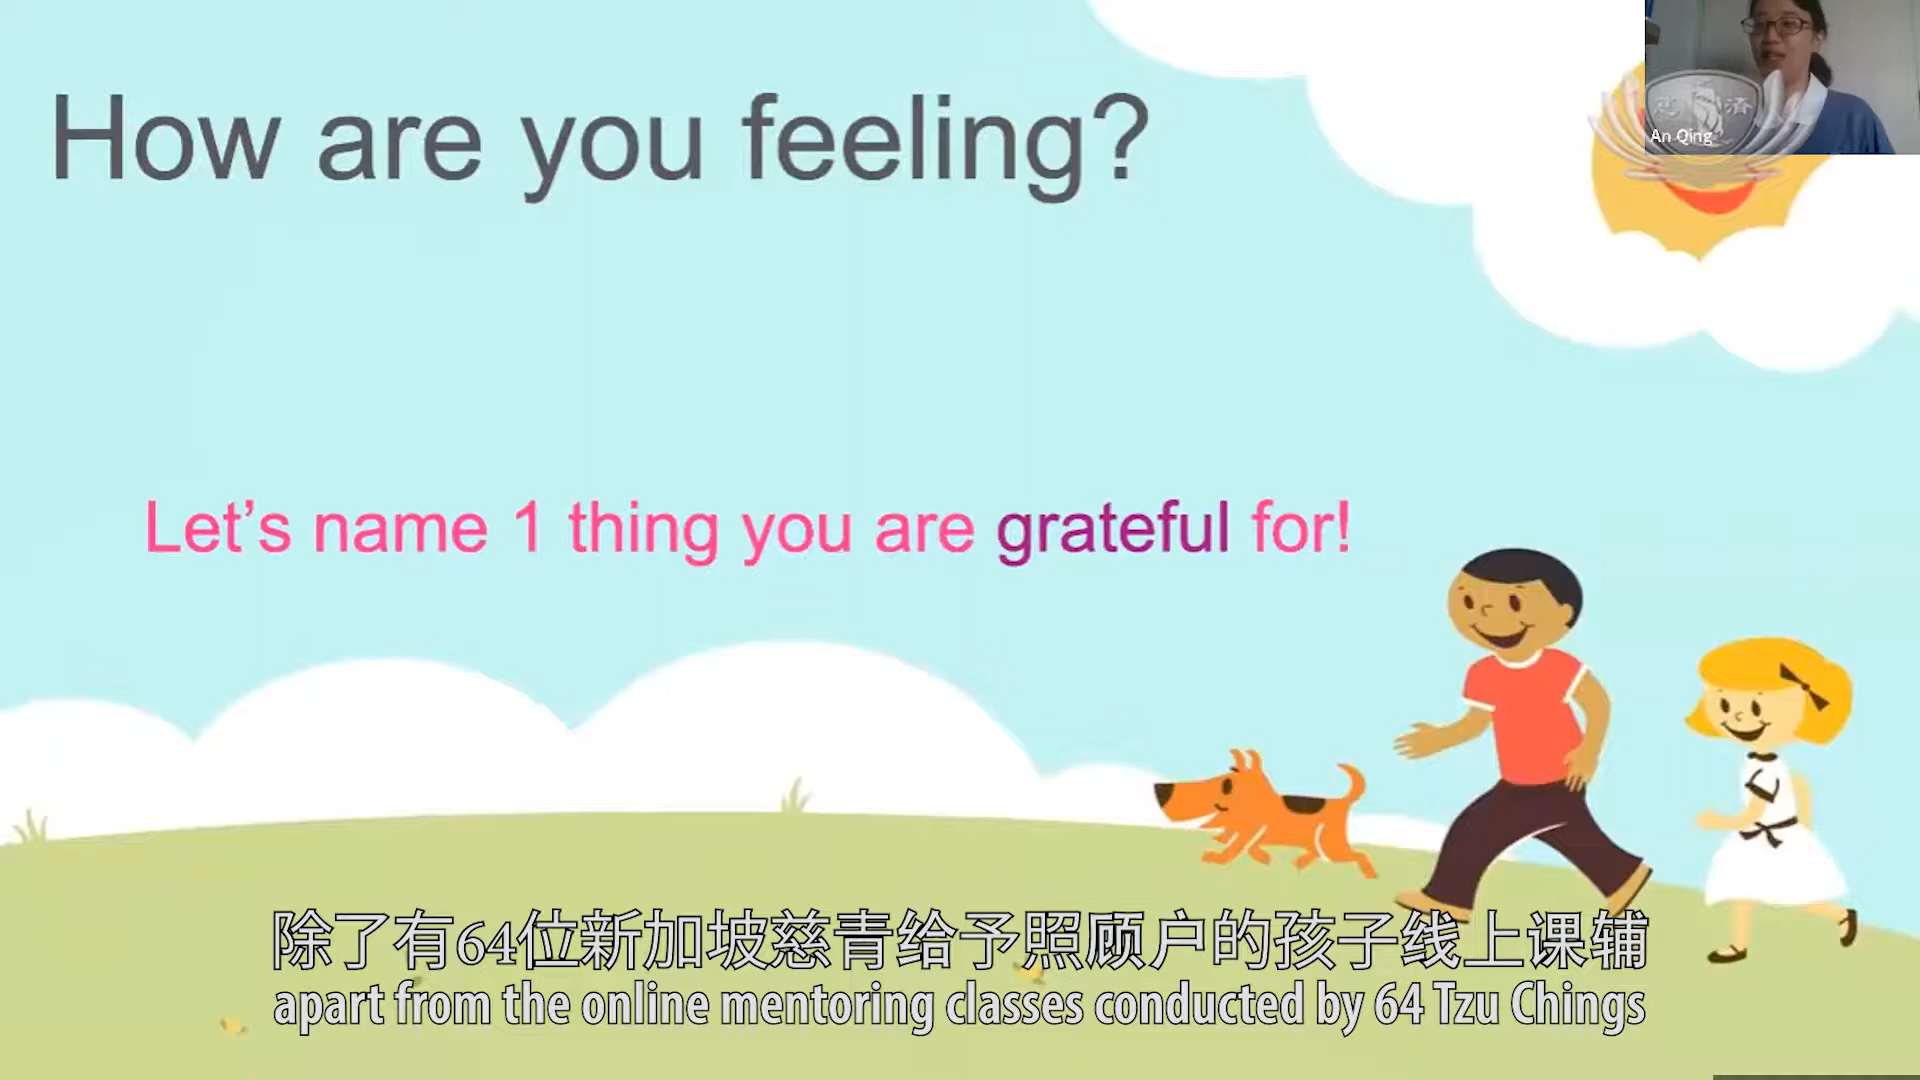 How are you feeling?
慈 濟
An Qing
Let's name 1 thing you are grateful for!
除了有64位新加坡慈青给予照顾户的孩子线上课辅
apart from the online mentoring classes conducted by 64 Tzu Chings